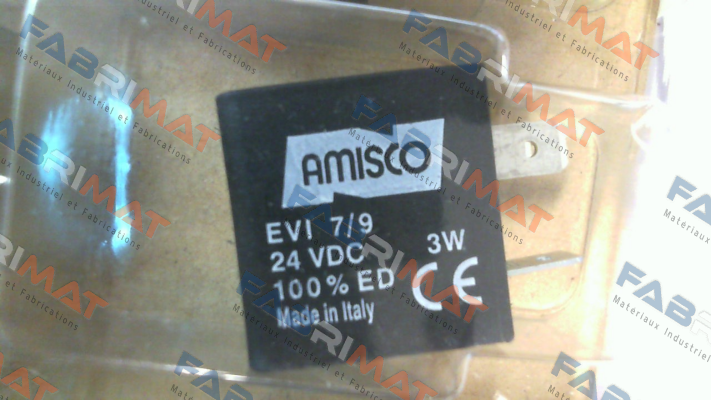 AMISCO
EVI 7/9
24 VDC
3W
100% ED
CE
Made in Italy
FABRIMAT
Materiaux Industriel et Fabrications